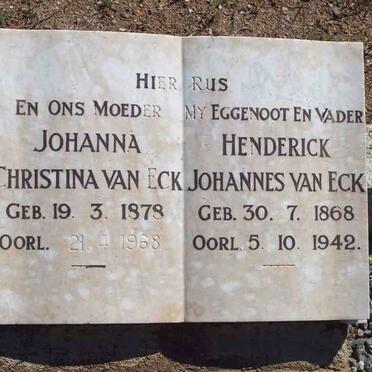 HIER RUS
EN ONS MOEDER
JOHANNA
CHRISTINA VAN ECK
GEB. 19. 3. 1878
OORL. 21. 4. 1968
MY EGGENOOT EN VADER
HENDERICK
JOHANNES VAN ECK
GEB. 30. 7. 1868
OORL. 5. 10. 1942.